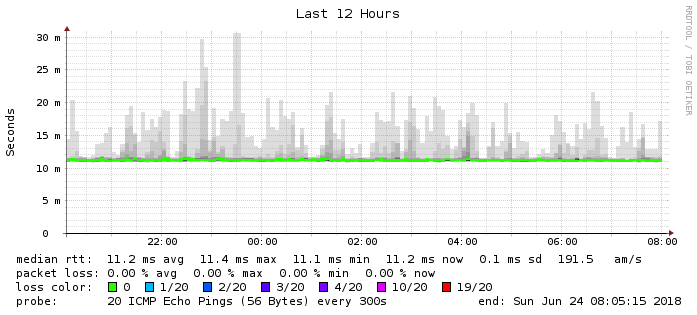 Last 12 Hours
RRDTOOL / TOBI OETIKER
Seconds
30 m
25 m
20 m
15 m
10 m
5 m
0
22:00 00:00 02:00 04:00 06:00 08:00
median rtt: 11.2 ms avg 11.4 ms max 11.1 ms min 11.2 ms now 0.1 ms sd 191.5 am/s
packet loss: 0.00 % avg 0.00 % max 0.00 % min 0.00 % now
loss color: 0 1/20 2/20 3/20 4/20 10/20 19/20
probe: 20 ICMP Echo Pings (56 Bytes) every 300s end: Sun Jun 24 08:05:15 2018